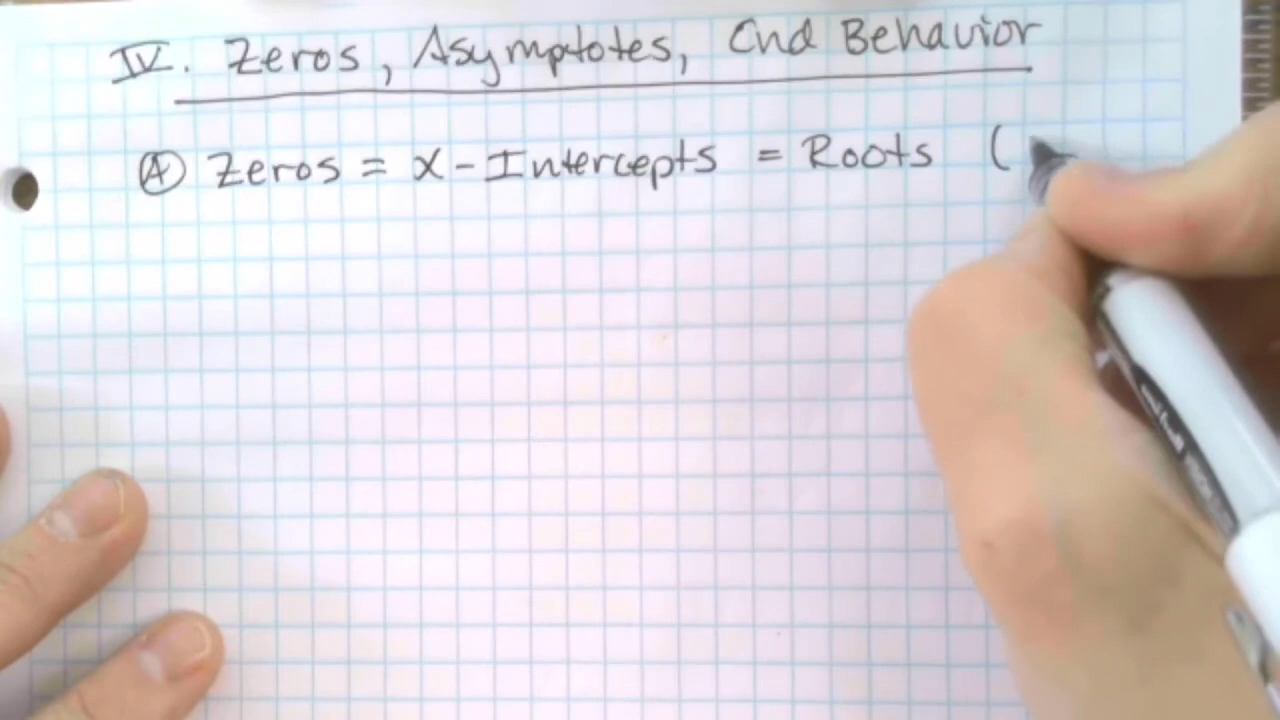 IV. Zeros, Asymptotes, End Behavior
Ⓐ Zeros = x-Intercepts = Roots (